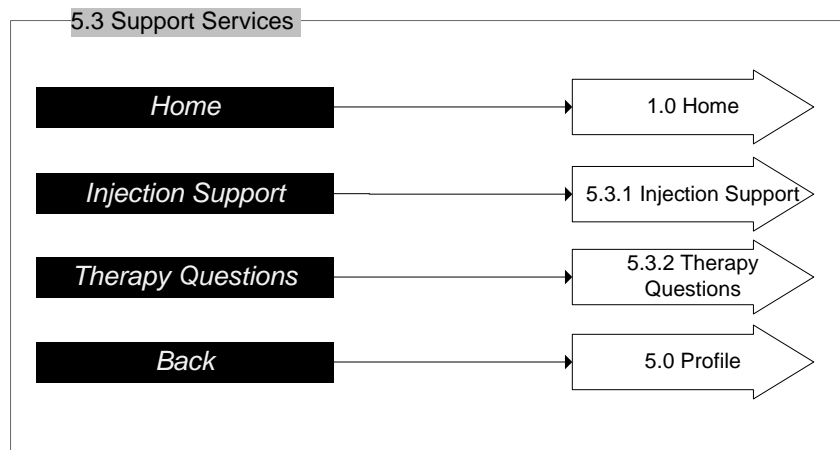 5.3 Support Services
Home
1.0 Home
Injection Support
5.3.1 Injection Support
Therapy Questions
5.3.2 Therapy
Questions
Back
5.0 Profile